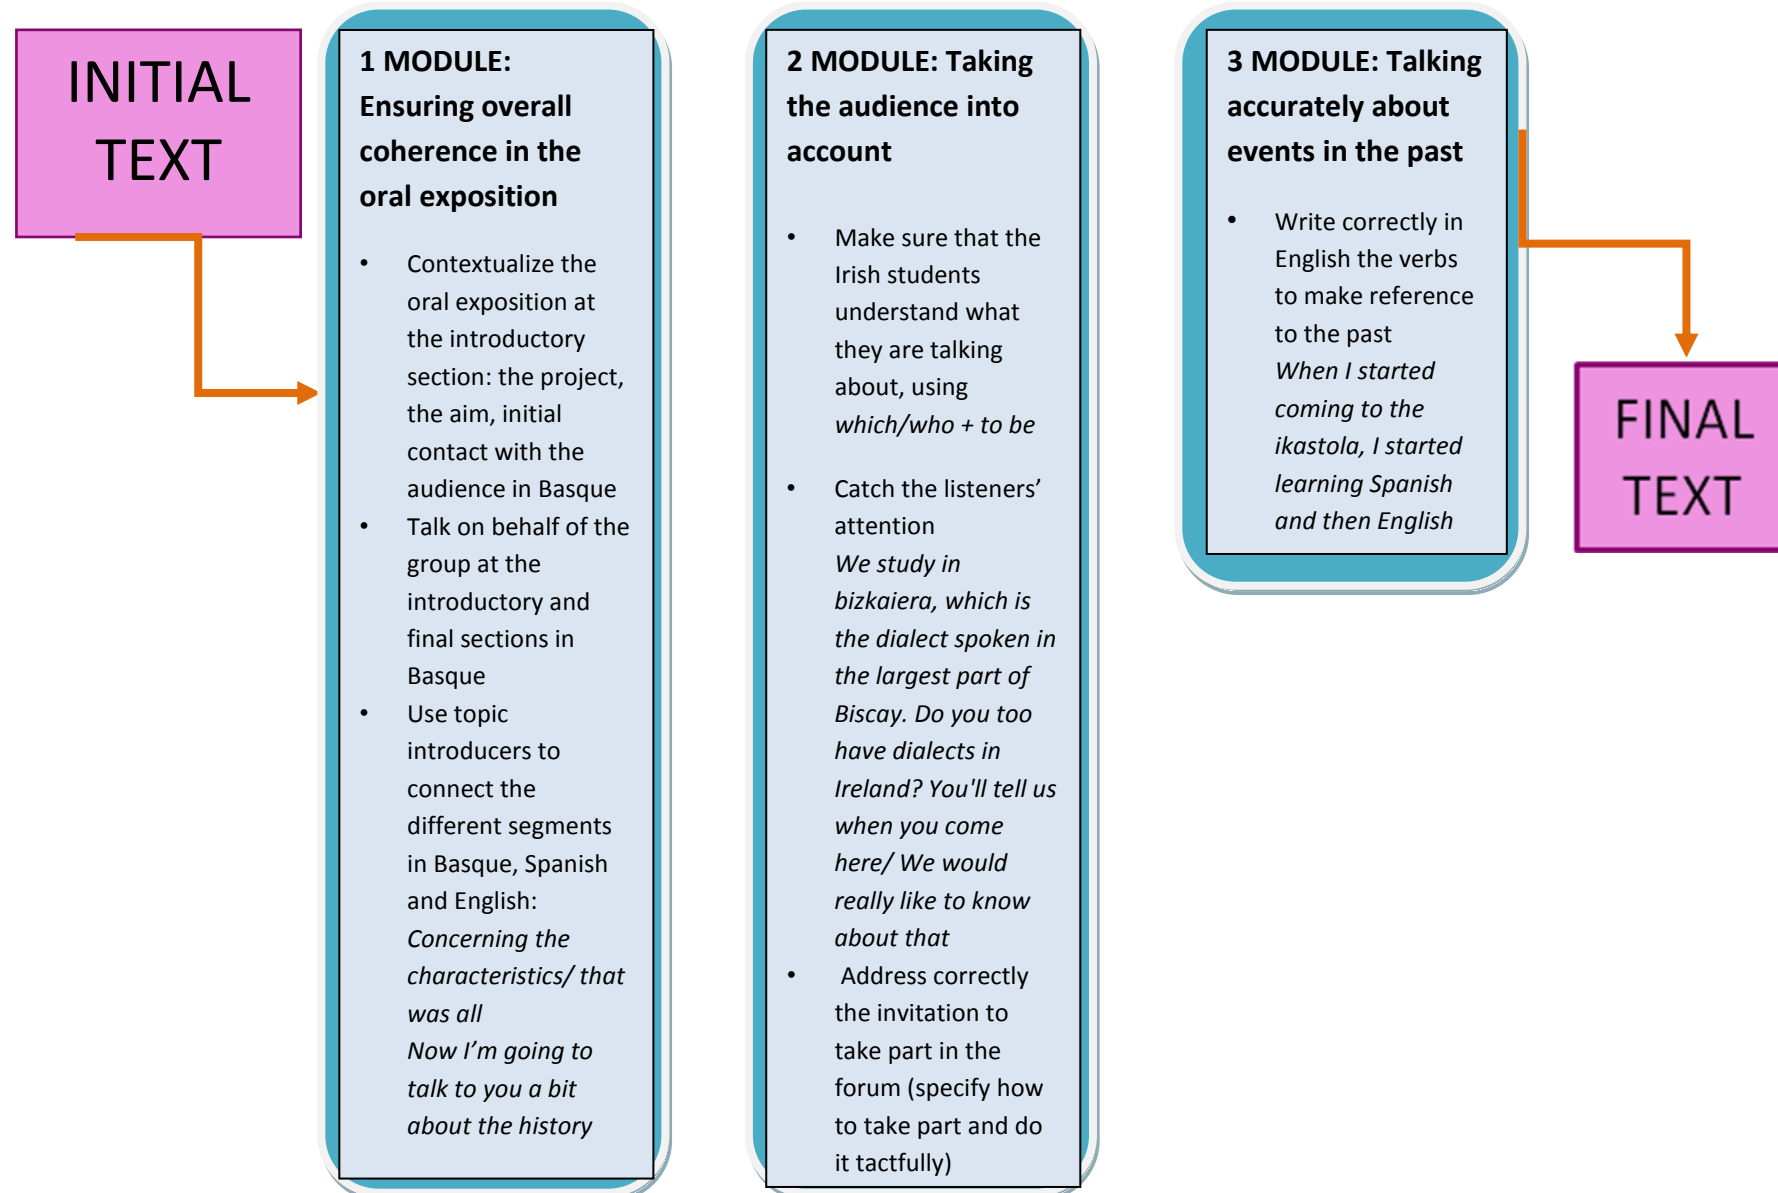 INITIAL
TEXT
1 MODULE:
Ensuring overall
coherence in the
oral exposition
• Contextualize the
oral exposition at
the introductory
section: the project,
the aim, initial
contact with the
audience in Basque
• Talk on behalf of the
group at the
introductory and
final sections in
Basque
• Use topic
introducers to
connect the
different segments
in Basque, Spanish
and English:
Concerning the
characteristics/ that
was all
Now I’m going to
talk to you a bit
about the history
2 MODULE: Taking
the audience into
account
• Make sure that the
Irish students
understand what
they are talking
about, using
which/who + to be
• Catch the listeners’
attention
We study in
bizkaiera, which is
the dialect spoken in
the largest part of
Biscay. Do you too
have dialects in
Ireland? You'll tell us
when you come
here/ We would
really like to know
about that
• Address correctly
the invitation to
take part in the
forum (specify how
to take part and do
it tactfully)
3 MODULE: Talking
accurately about
events in the past
• Write correctly in
English the verbs
to make reference
to the past
When I started
coming to the
ikastola, I started
learning Spanish
and then English
FINAL
TEXT